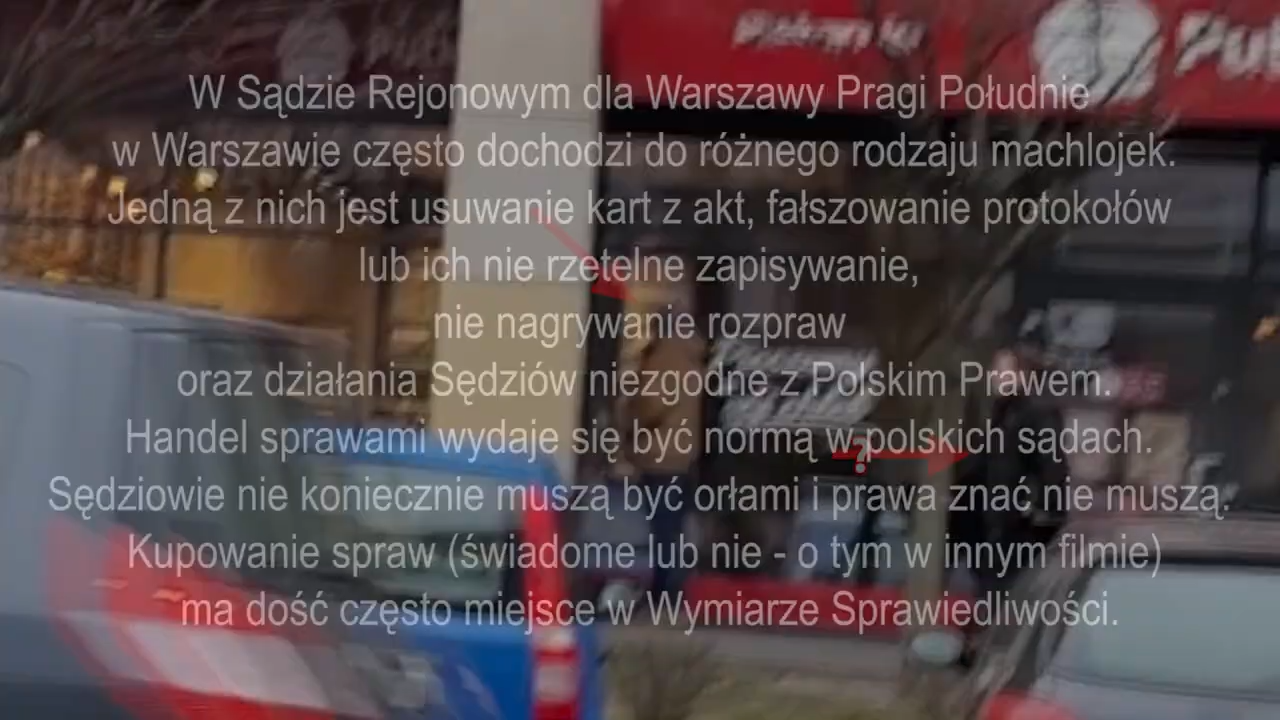 Piekarniki
W Sądzie Rejonowym dla Warszawy Pragi Południe
w Warszawie często dochodzi do różnego rodzaju machlojek.
Jedną z nich jest usuwanie kart z akt, fałszowanie protokołów
lub ich nie rzetelne zapisywanie,
nie nagrywanie rozpraw
oraz działania Sędziów niezgodne z Polskim Prawem.
Handel sprawami wydaje się być normą w polskich sądach.
?
Sędziowie nie koniecznie muszą być orłami i prawa znać nie muszą.
Kupowanie spraw (świadome lub nie - o tym w innym filmie)
ma dość często miejsce w Wymiarze Sprawiedliwości.